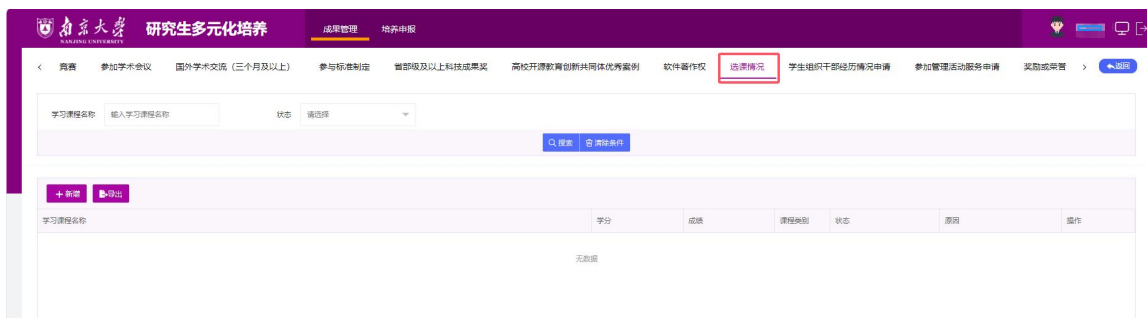 南京大学 研究生多元化培养 成果管理 培养申报
NANJING UNIVERSITY
竞赛 参加学术会议 国外学术交流（三个月及以上） 参与标准制定 省部级及以上科技成果奖 高校开源教育创新共同体优秀案例 软件著作权 选课情况 学生组织干部经历情况申请 参加管理活动服务申请 奖励或荣誉 返回
学习课程名称 输入学习课程名称 状态 请选择
搜索 清除条件
+ 新增 导出
学习课程名称 学分 成绩 课程类别 状态 原因 操作
无数据